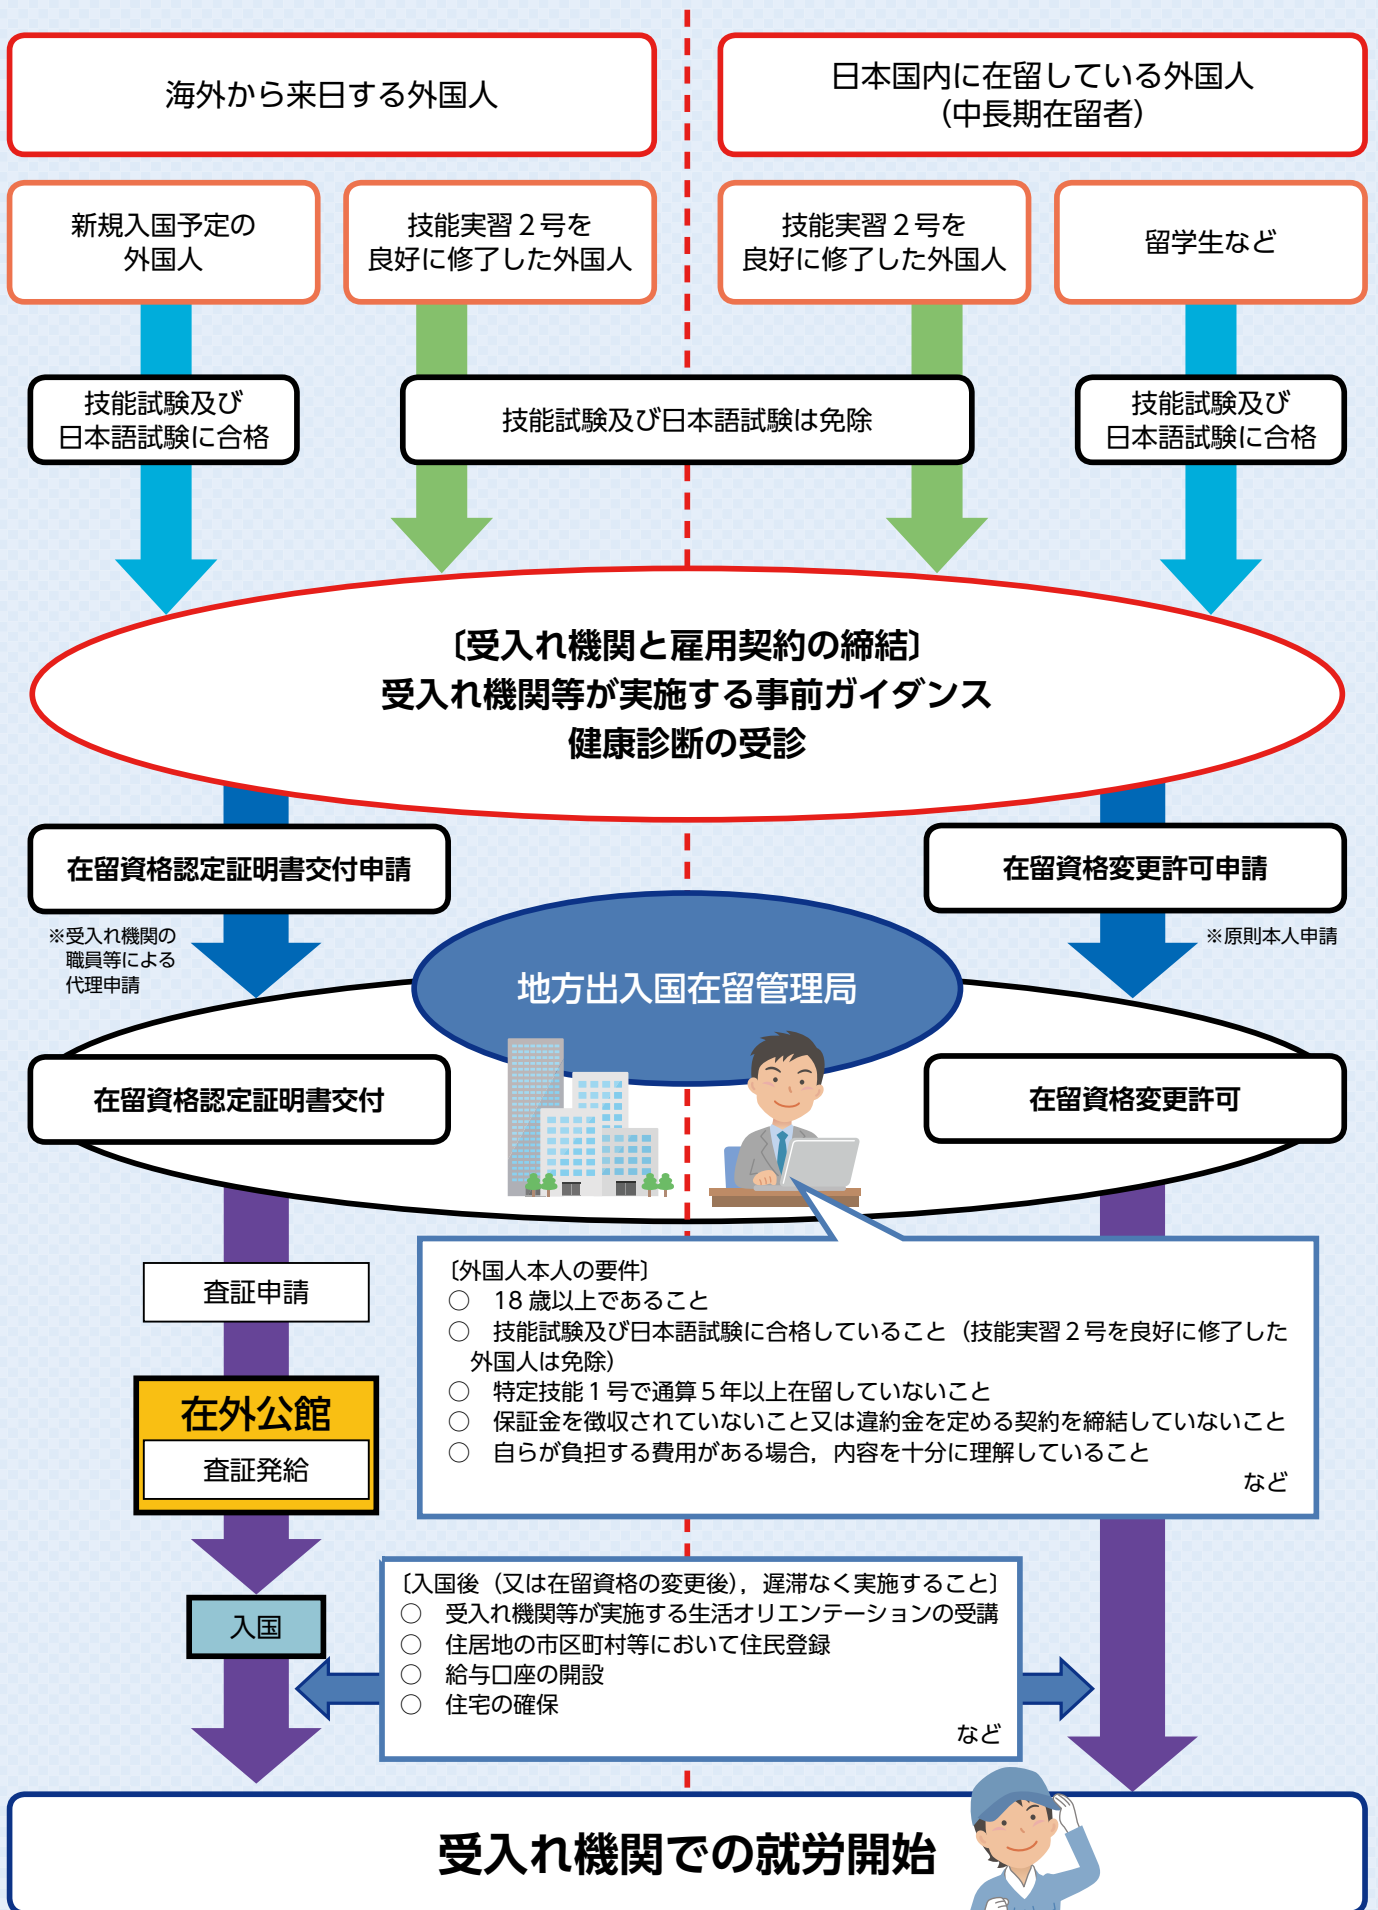 海外から来日する外国人
日本国内に在留している外国人
（中長期在留者）
新規入国予定の
外国人
技能実習２号を
良好に修了した外国人
技能実習２号を
良好に修了した外国人
留学生など
技能試験及び
日本語試験に合格
技能試験及び日本語試験は免除
技能試験及び
日本語試験に合格
〔受入れ機関と雇用契約の締結〕
受入れ機関等が実施する事前ガイダンス
健康診断の受診
在留資格認定証明書交付申請
在留資格変更許可申請
※受入れ機関の
職員等による
代理申請
※原則本人申請
地方出入国在留管理局
在留資格認定証明書交付
在留資格変更許可
査証申請
在外公館
査証発給
入国
〔外国人本人の要件〕
○　18 歳以上であること
○　技能試験及び日本語試験に合格していること（技能実習２号を良好に修了した
外国人は免除）
○　特定技能１号で通算５年以上在留していないこと
○　保証金を徴収されていないこと又は違約金を定める契約を締結していないこと
○　自らが負担する費用がある場合，内容を十分に理解していること
など
〔入国後（又は在留資格の変更後），遅滞なく実施すること〕
○　受入れ機関等が実施する生活オリエンテーションの受講
○　住居地の市区町村等において住民登録
○　給与口座の開設
○　住宅の確保
など
受入れ機関での就労開始